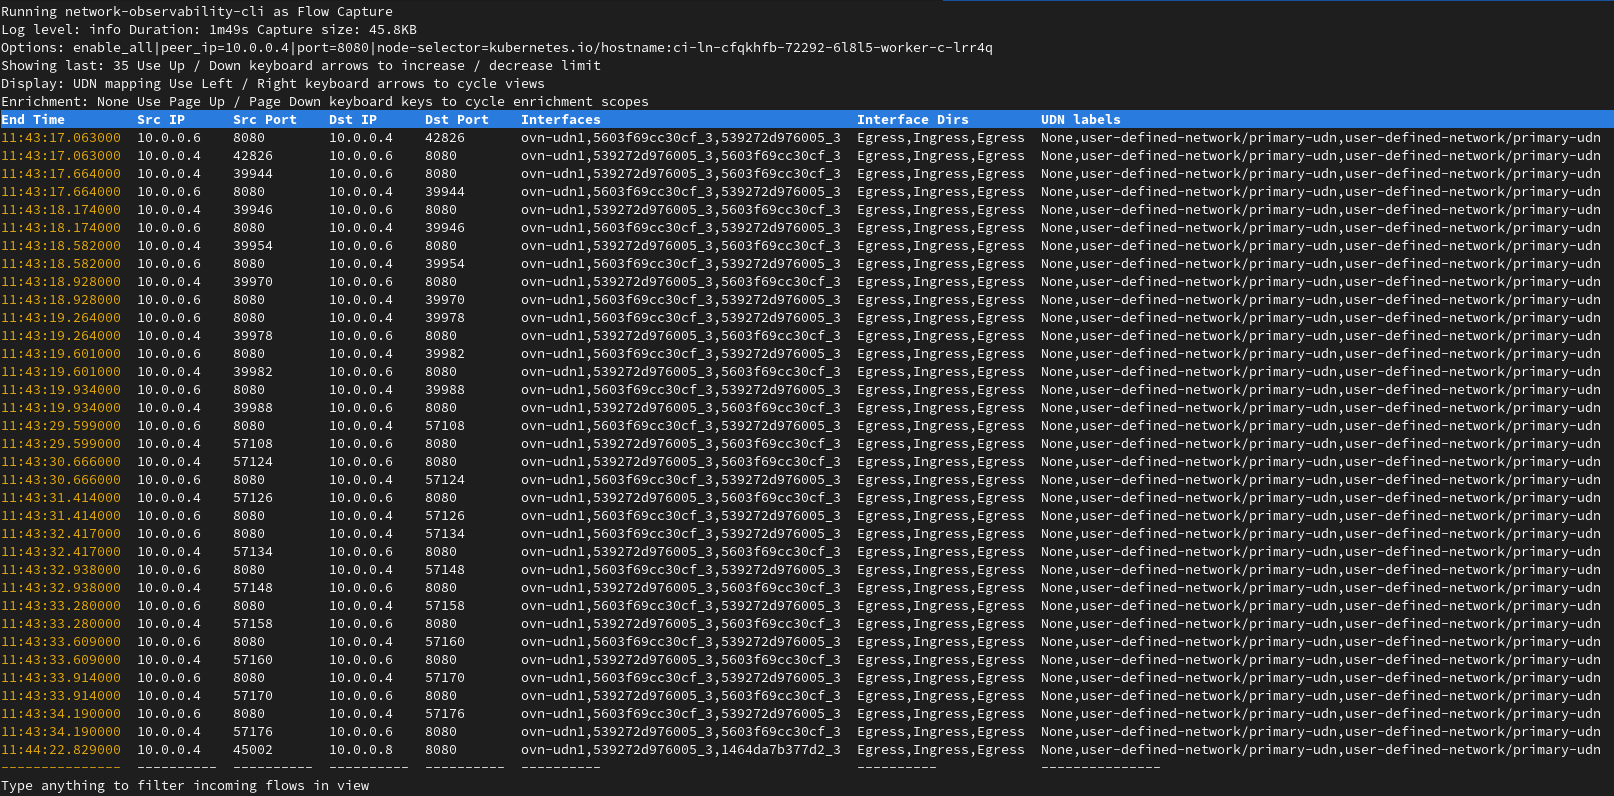 Running network-observability-cli as Flow Capture
Log level: info Duration: 1m49s Capture size: 45.8KB
Options: enable_all|peer_ip=10.0.0.4|port=8080|node-selector=kubernetes.io/hostname:ci-ln-cfqkhfb-72292-6l8l5-worker-c-lrr4q
Showing last: 35 Use Up / Down keyboard arrows to increase / decrease limit
Display: UDN mapping Use Left / Right keyboard arrows to cycle views
Enrichment: None Use Page Up / Page Down keyboard keys to cycle enrichment scopes
End Time Src IP Src Port Dst IP Dst Port Interfaces Interface Dirs UDN labels
11:43:17.063000 10.0.0.6 8080 10.0.0.4 42826 ovn-udn1,5603f69cc30cf_3,539272d976005_3 Egress,Ingress,Egress None,user-defined-network/primary-udn,user-defined-network/primary-udn
11:43:17.063000 10.0.0.4 42826 10.0.0.6 8080 ovn-udn1,539272d976005_3,5603f69cc30cf_3 Egress,Ingress,Egress None,user-defined-network/primary-udn,user-defined-network/primary-udn
11:43:17.664000 10.0.0.4 39944 10.0.0.6 8080 ovn-udn1,539272d976005_3,5603f69cc30cf_3 Egress,Ingress,Egress None,user-defined-network/primary-udn,user-defined-network/primary-udn
11:43:17.664000 10.0.0.6 8080 10.0.0.4 39944 ovn-udn1,5603f69cc30cf_3,539272d976005_3 Egress,Ingress,Egress None,user-defined-network/primary-udn,user-defined-network/primary-udn
11:43:18.174000 10.0.0.4 39946 10.0.0.6 8080 ovn-udn1,539272d976005_3,5603f69cc30cf_3 Egress,Ingress,Egress None,user-defined-network/primary-udn,user-defined-network/primary-udn
11:43:18.174000 10.0.0.6 8080 10.0.0.4 39946 ovn-udn1,5603f69cc30cf_3,539272d976005_3 Egress,Ingress,Egress None,user-defined-network/primary-udn,user-defined-network/primary-udn
11:43:18.582000 10.0.0.4 39954 10.0.0.6 8080 ovn-udn1,539272d976005_3,5603f69cc30cf_3 Egress,Ingress,Egress None,user-defined-network/primary-udn,user-defined-network/primary-udn
11:43:18.582000 10.0.0.6 8080 10.0.0.4 39954 ovn-udn1,5603f69cc30cf_3,539272d976005_3 Egress,Ingress,Egress None,user-defined-network/primary-udn,user-defined-network/primary-udn
11:43:18.928000 10.0.0.4 39970 10.0.0.6 8080 ovn-udn1,539272d976005_3,5603f69cc30cf_3 Egress,Ingress,Egress None,user-defined-network/primary-udn,user-defined-network/primary-udn
11:43:18.928000 10.0.0.6 8080 10.0.0.4 39970 ovn-udn1,5603f69cc30cf_3,539272d976005_3 Egress,Ingress,Egress None,user-defined-network/primary-udn,user-defined-network/primary-udn
11:43:19.264000 10.0.0.6 8080 10.0.0.4 39978 ovn-udn1,5603f69cc30cf_3,539272d976005_3 Egress,Ingress,Egress None,user-defined-network/primary-udn,user-defined-network/primary-udn
11:43:19.264000 10.0.0.4 39978 10.0.0.6 8080 ovn-udn1,539272d976005_3,5603f69cc30cf_3 Egress,Ingress,Egress None,user-defined-network/primary-udn,user-defined-network/primary-udn
11:43:19.601000 10.0.0.6 8080 10.0.0.4 39982 ovn-udn1,5603f69cc30cf_3,539272d976005_3 Egress,Ingress,Egress None,user-defined-network/primary-udn,user-defined-network/primary-udn
11:43:19.601000 10.0.0.4 39982 10.0.0.6 8080 ovn-udn1,539272d976005_3,5603f69cc30cf_3 Egress,Ingress,Egress None,user-defined-network/primary-udn,user-defined-network/primary-udn
11:43:19.934000 10.0.0.6 8080 10.0.0.4 39988 ovn-udn1,5603f69cc30cf_3,539272d976005_3 Egress,Ingress,Egress None,user-defined-network/primary-udn,user-defined-network/primary-udn
11:43:19.934000 10.0.0.4 39988 10.0.0.6 8080 ovn-udn1,539272d976005_3,5603f69cc30cf_3 Egress,Ingress,Egress None,user-defined-network/primary-udn,user-defined-network/primary-udn
11:43:29.599000 10.0.0.6 8080 10.0.0.4 57108 ovn-udn1,5603f69cc30cf_3,539272d976005_3 Egress,Ingress,Egress None,user-defined-network/primary-udn,user-defined-network/primary-udn
11:43:29.599000 10.0.0.4 57108 10.0.0.6 8080 ovn-udn1,539272d976005_3,5603f69cc30cf_3 Egress,Ingress,Egress None,user-defined-network/primary-udn,user-defined-network/primary-udn
11:43:30.666000 10.0.0.4 57124 10.0.0.6 8080 ovn-udn1,539272d976005_3,5603f69cc30cf_3 Egress,Ingress,Egress None,user-defined-network/primary-udn,user-defined-network/primary-udn
11:43:30.666000 10.0.0.6 8080 10.0.0.4 57124 ovn-udn1,5603f69cc30cf_3,539272d976005_3 Egress,Ingress,Egress None,user-defined-network/primary-udn,user-defined-network/primary-udn
11:43:31.414000 10.0.0.4 57126 10.0.0.6 8080 ovn-udn1,539272d976005_3,5603f69cc30cf_3 Egress,Ingress,Egress None,user-defined-network/primary-udn,user-defined-network/primary-udn
11:43:31.414000 10.0.0.6 8080 10.0.0.4 57126 ovn-udn1,5603f69cc30cf_3,539272d976005_3 Egress,Ingress,Egress None,user-defined-network/primary-udn,user-defined-network/primary-udn
11:43:32.417000 10.0.0.6 8080 10.0.0.4 57134 ovn-udn1,5603f69cc30cf_3,539272d976005_3 Egress,Ingress,Egress None,user-defined-network/primary-udn,user-defined-network/primary-udn
11:43:32.417000 10.0.0.4 57134 10.0.0.6 8080 ovn-udn1,539272d976005_3,5603f69cc30cf_3 Egress,Ingress,Egress None,user-defined-network/primary-udn,user-defined-network/primary-udn
11:43:32.938000 10.0.0.6 8080 10.0.0.4 57148 ovn-udn1,5603f69cc30cf_3,539272d976005_3 Egress,Ingress,Egress None,user-defined-network/primary-udn,user-defined-network/primary-udn
11:43:32.938000 10.0.0.4 57148 10.0.0.6 8080 ovn-udn1,539272d976005_3,5603f69cc30cf_3 Egress,Ingress,Egress None,user-defined-network/primary-udn,user-defined-network/primary-udn
11:43:33.280000 10.0.0.6 8080 10.0.0.4 57158 ovn-udn1,5603f69cc30cf_3,539272d976005_3 Egress,Ingress,Egress None,user-defined-network/primary-udn,user-defined-network/primary-udn
11:43:33.280000 10.0.0.4 57158 10.0.0.6 8080 ovn-udn1,539272d976005_3,5603f69cc30cf_3 Egress,Ingress,Egress None,user-defined-network/primary-udn,user-defined-network/primary-udn
11:43:33.609000 10.0.0.6 8080 10.0.0.4 57160 ovn-udn1,5603f69cc30cf_3,539272d976005_3 Egress,Ingress,Egress None,user-defined-network/primary-udn,user-defined-network/primary-udn
11:43:33.609000 10.0.0.4 57160 10.0.0.6 8080 ovn-udn1,539272d976005_3,5603f69cc30cf_3 Egress,Ingress,Egress None,user-defined-network/primary-udn,user-defined-network/primary-udn
11:43:33.914000 10.0.0.6 8080 10.0.0.4 57170 ovn-udn1,5603f69cc30cf_3,539272d976005_3 Egress,Ingress,Egress None,user-defined-network/primary-udn,user-defined-network/primary-udn
11:43:33.914000 10.0.0.4 57170 10.0.0.6 8080 ovn-udn1,539272d976005_3,5603f69cc30cf_3 Egress,Ingress,Egress None,user-defined-network/primary-udn,user-defined-network/primary-udn
11:43:34.190000 10.0.0.6 8080 10.0.0.4 57176 ovn-udn1,5603f69cc30cf_3,539272d976005_3 Egress,Ingress,Egress None,user-defined-network/primary-udn,user-defined-network/primary-udn
11:43:34.190000 10.0.0.4 57176 10.0.0.6 8080 ovn-udn1,539272d976005_3,5603f69cc30cf_3 Egress,Ingress,Egress None,user-defined-network/primary-udn,user-defined-network/primary-udn
11:44:22.829000 10.0.0.4 45002 10.0.0.8 8080 ovn-udn1,539272d976005_3,1464da7b377d2_3 Egress,Ingress,Egress None,user-defined-network/primary-udn,user-defined-network/primary-udn
--------------- ---------- ---------- ---------- ---------- ---------- ---------- ---------------
Type anything to filter incoming flows in view